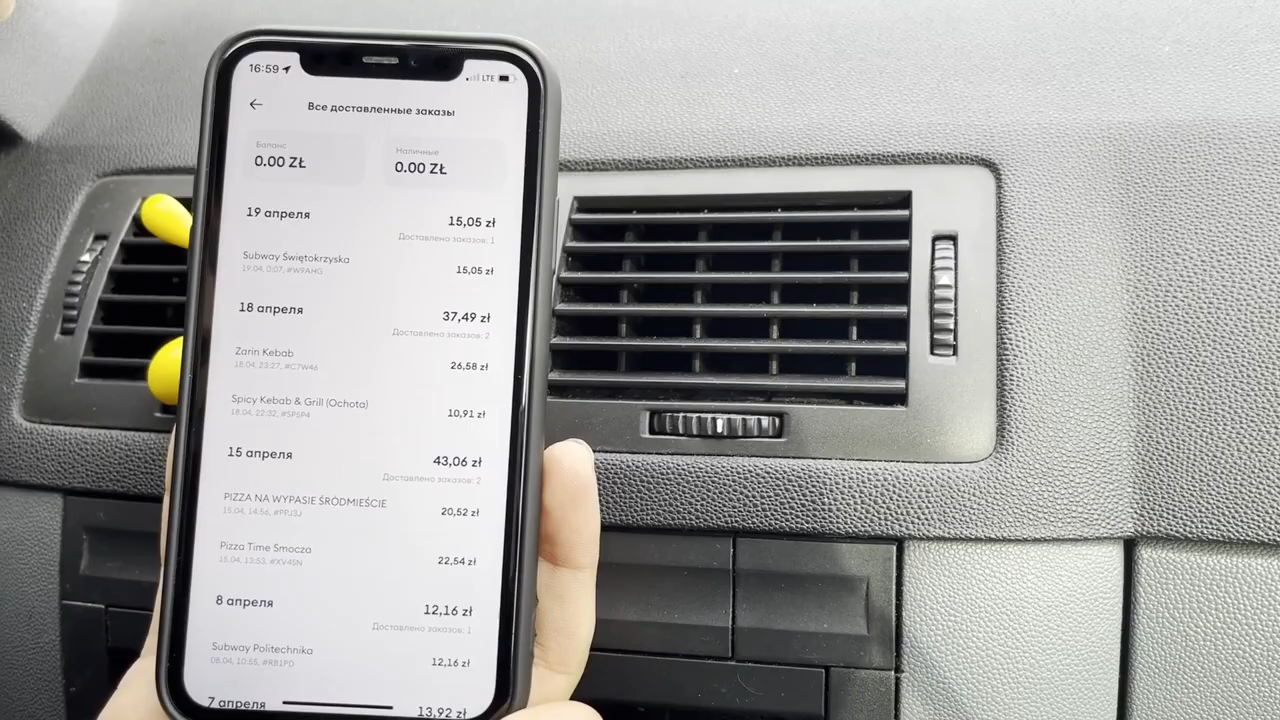 16:59
LTE
Все доставленные заказы
Баланс
0.00 ZŁ
Наличные
0.00 ZŁ
19 апреля
15,05 zł
Доставлено заказов: 1
Subway Świętokrzyska
19.04, 0:07, #W9AHG
15,05 zł
18 апреля
37,49 zł
Доставлено заказов: 2
Zarin Kebab
18.04, 23:27, #C7W46
26,58 zł
Spicy Kebab & Grill (Ochota)
18.04, 22:32, #SP5P4
10,91 zł
15 апреля
43,06 zł
Доставлено заказов: 2
PIZZA NA WYPASIE ŚRÓDMIEŚCIE
15.04, 14:56, #PPJ3J
20,52 zł
Pizza Time Smocza
15.04, 13:53, #XV45N
22,54 zł
8 апреля
12,16 zł
Доставлено заказов: 1
Subway Politechnika
08.04, 10:55, #RB1PD
12,16 zł
7 апреля
13,92 zł